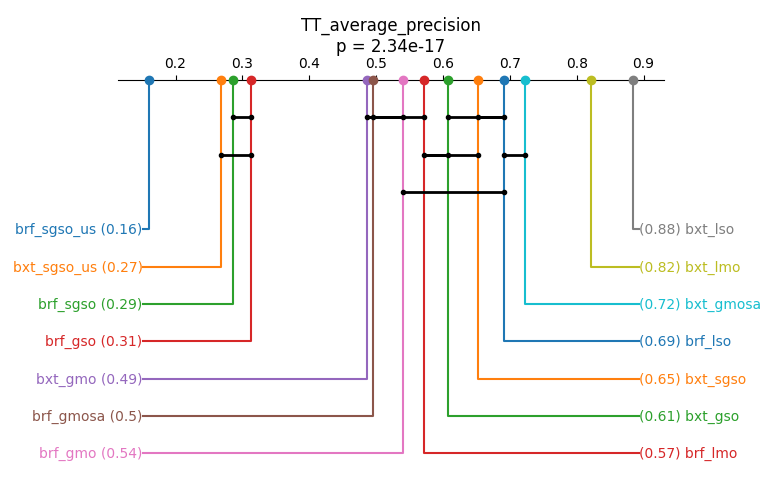 TT_average_precision
p = 2.34e-17
0.2 0.3 0.4 0.5 0.6 0.7 0.8 0.9
brf_sgso_us (0.16) (0.88) bxt_lso
bxt_sgso_us (0.27) (0.82) bxt_lmo
brf_sgso (0.29) (0.72) bxt_gmosa
brf_gso (0.31) (0.69) brf_lso
bxt_gmo (0.49) (0.65) bxt_sgso
brf_gmosa (0.5) (0.61) bxt_gso
brf_gmo (0.54) (0.57) brf_lmo